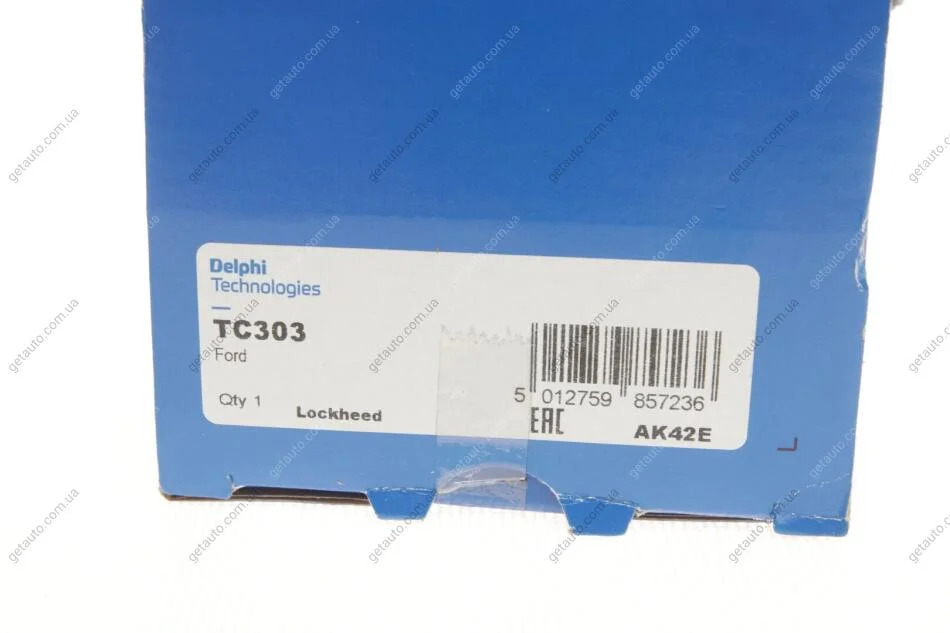 Delphi
Technologies
TC303
Ford
Qty 1
Lockheed
5 012759 857236
EAC
AK42E
getauto.com.ua